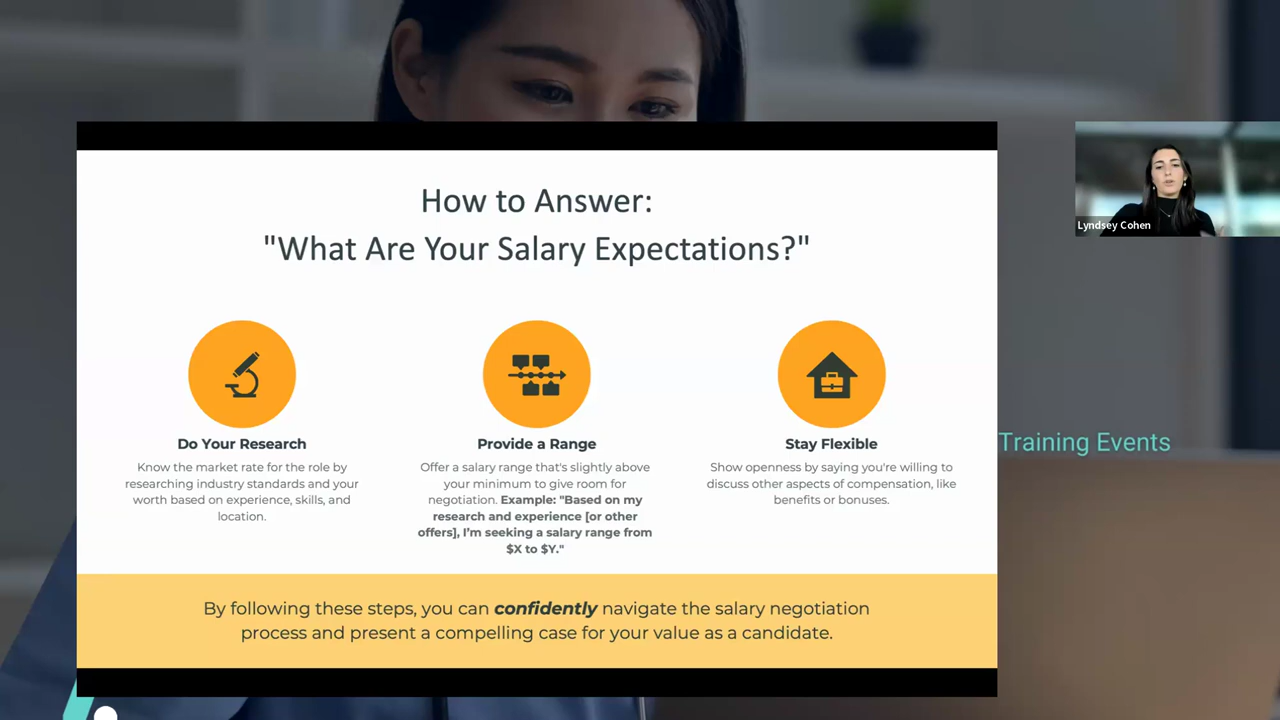 How to Answer:
"What Are Your Salary Expectations?"
Do Your Research
Know the market rate for the role by
researching industry standards and your
worth based on experience, skills, and
location.
Provide a Range
Offer a salary range that's slightly above
your minimum to give room for
negotiation. Example: "Based on my
research and experience [or other
offers], I'm seeking a salary range from
$X to $Y."
Stay Flexible
Show openness by saying you're willing to
discuss other aspects of compensation, like
benefits or bonuses.
By following these steps, you can confidently navigate the salary negotiation
process and present a compelling case for your value as a candidate.
Lyndsey Cohen
Training Events